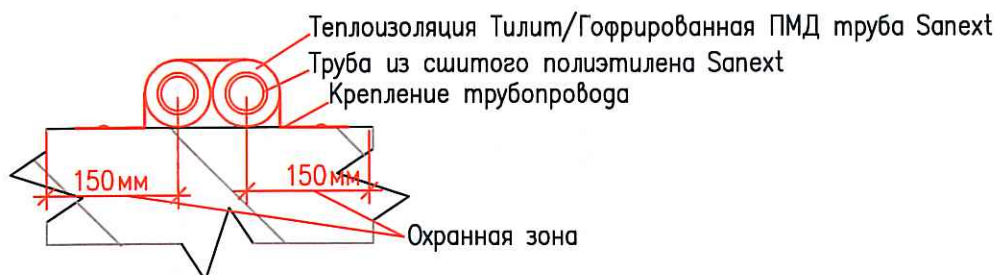 Теплоизоляция Тилит/Гофрированная ПМД труба Sanext
Труба из сшитого полиэтилена Sanext
Крепление трубопровода
150мм 150мм
Охранная зона